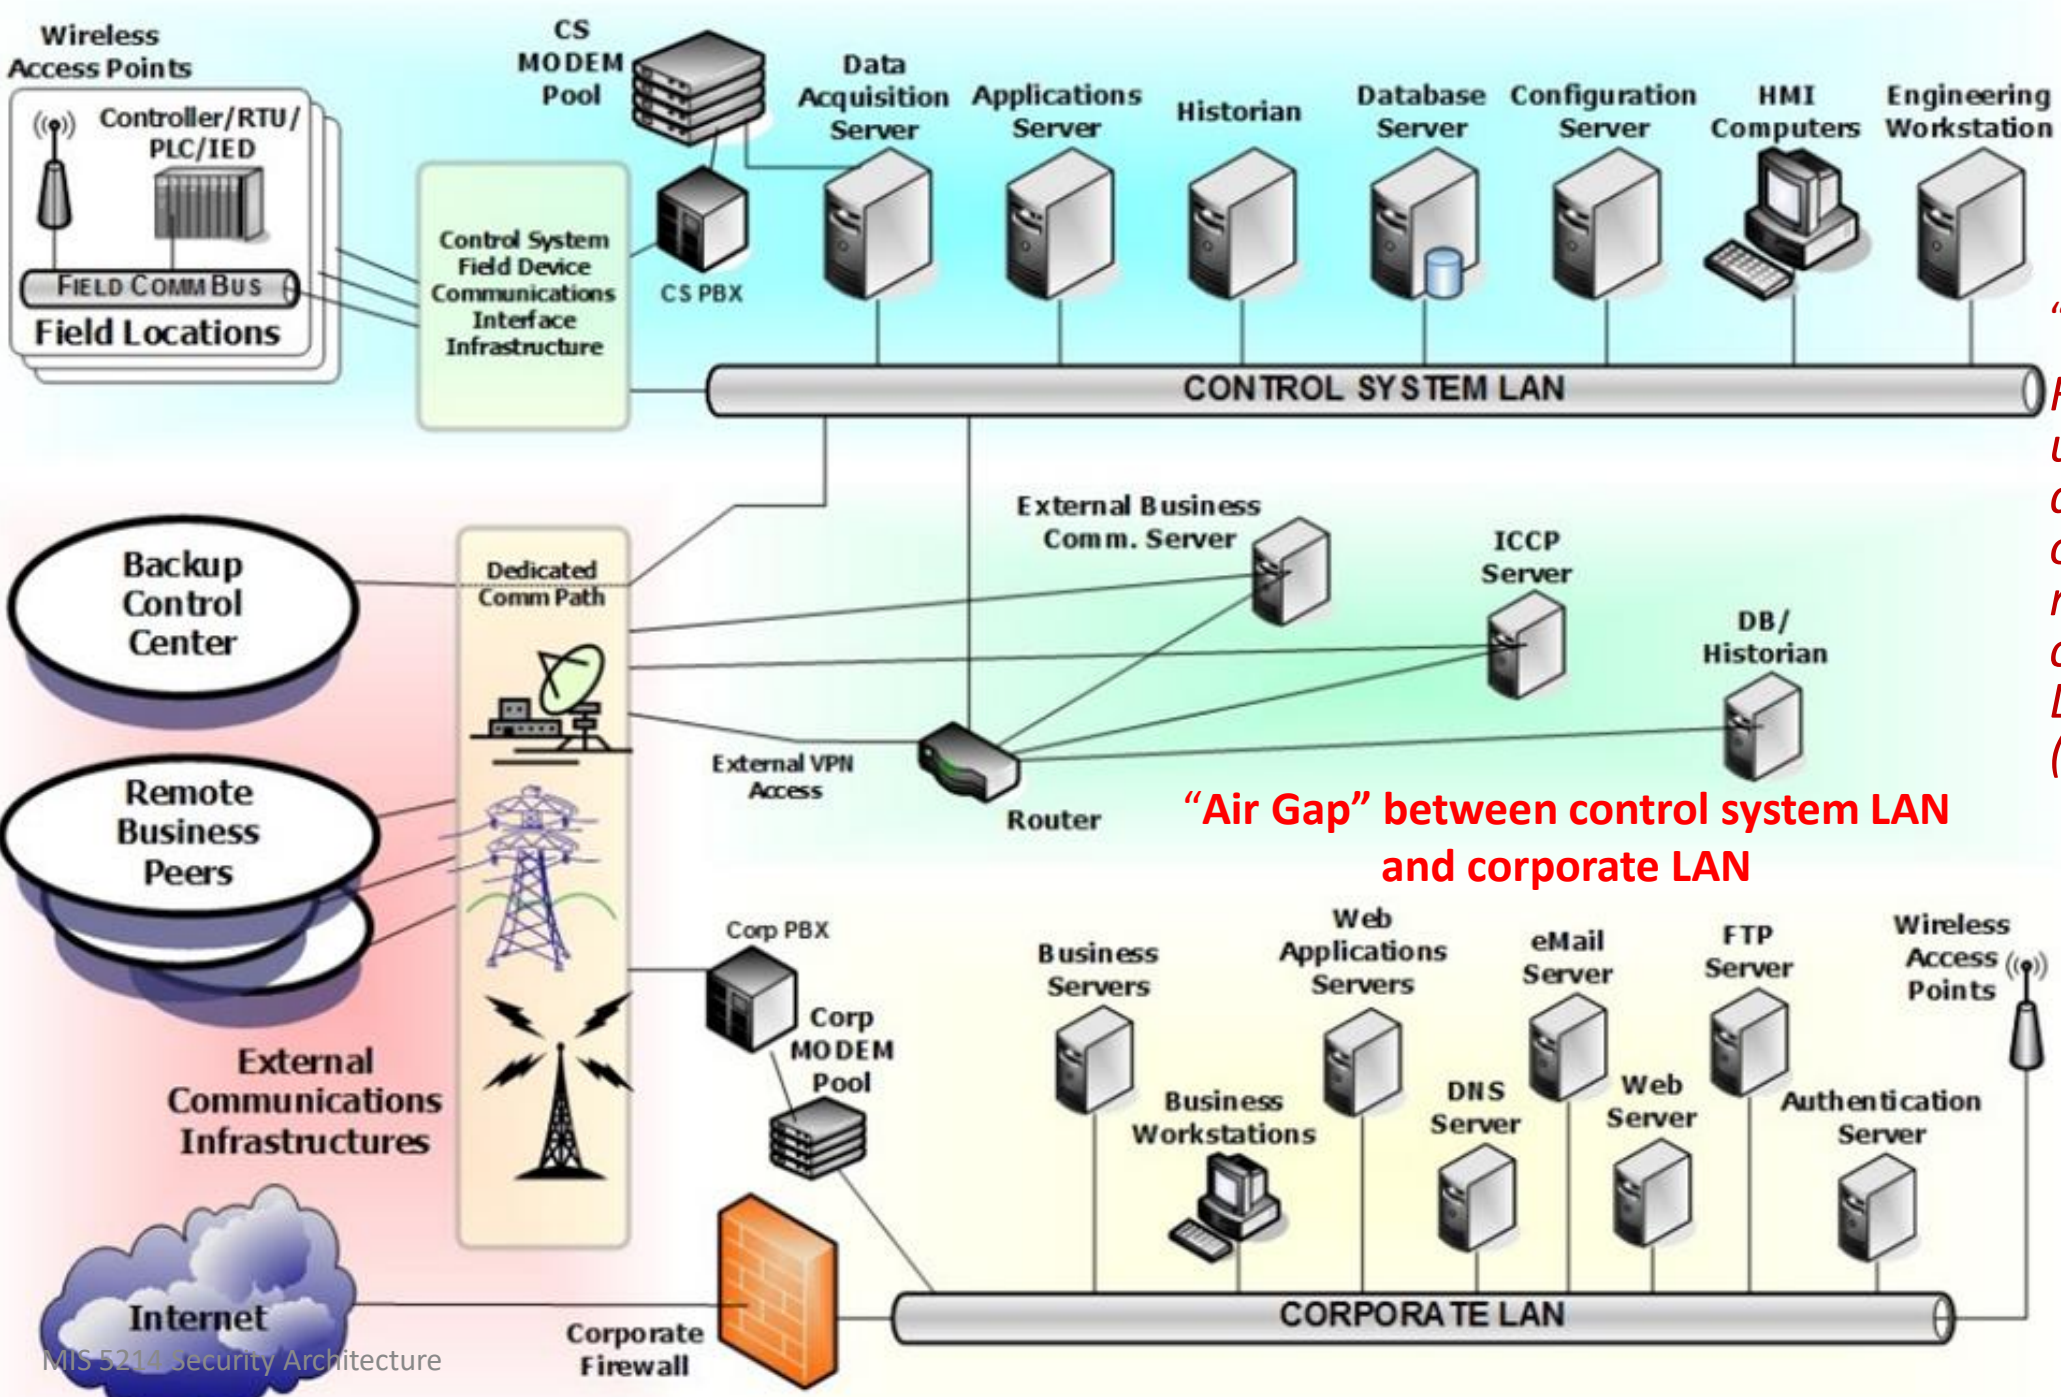 Wireless
Access Points
Controller/RTU/
PLC/IED
FIELD COMM BUS
Field Locations
CS
MODEM
Pool
Control System
Field Device
Communications
Interface
Infrastructure
CS PBX
Data
Acquisition
Server
Applications
Server
Historian
Database
Server
Configuration
Server
HMI
Computers
Engineering
Workstation
CONTROL SYSTEM LAN
Backup
Control
Center
Dedicated
Comm Path
External Business
Comm. Server
ICCP
Server
DB/
Historian
External VPN
Access
Router
“Air Gap” between control system LAN
and corporate LAN
Remote
Business
Peers
External
Communications
Infrastructures
Corp PBX
Corp
MODEM
Pool
Business
Servers
Business
Workstations
Web
Applications
Servers
DNS
Server
eMail
Server
Web
Server
FTP
Server
Authentication
Server
Wireless
Access
Points
Internet
Corporate
Firewall
CORPORATE LAN
MIS 5214 Security Architecture